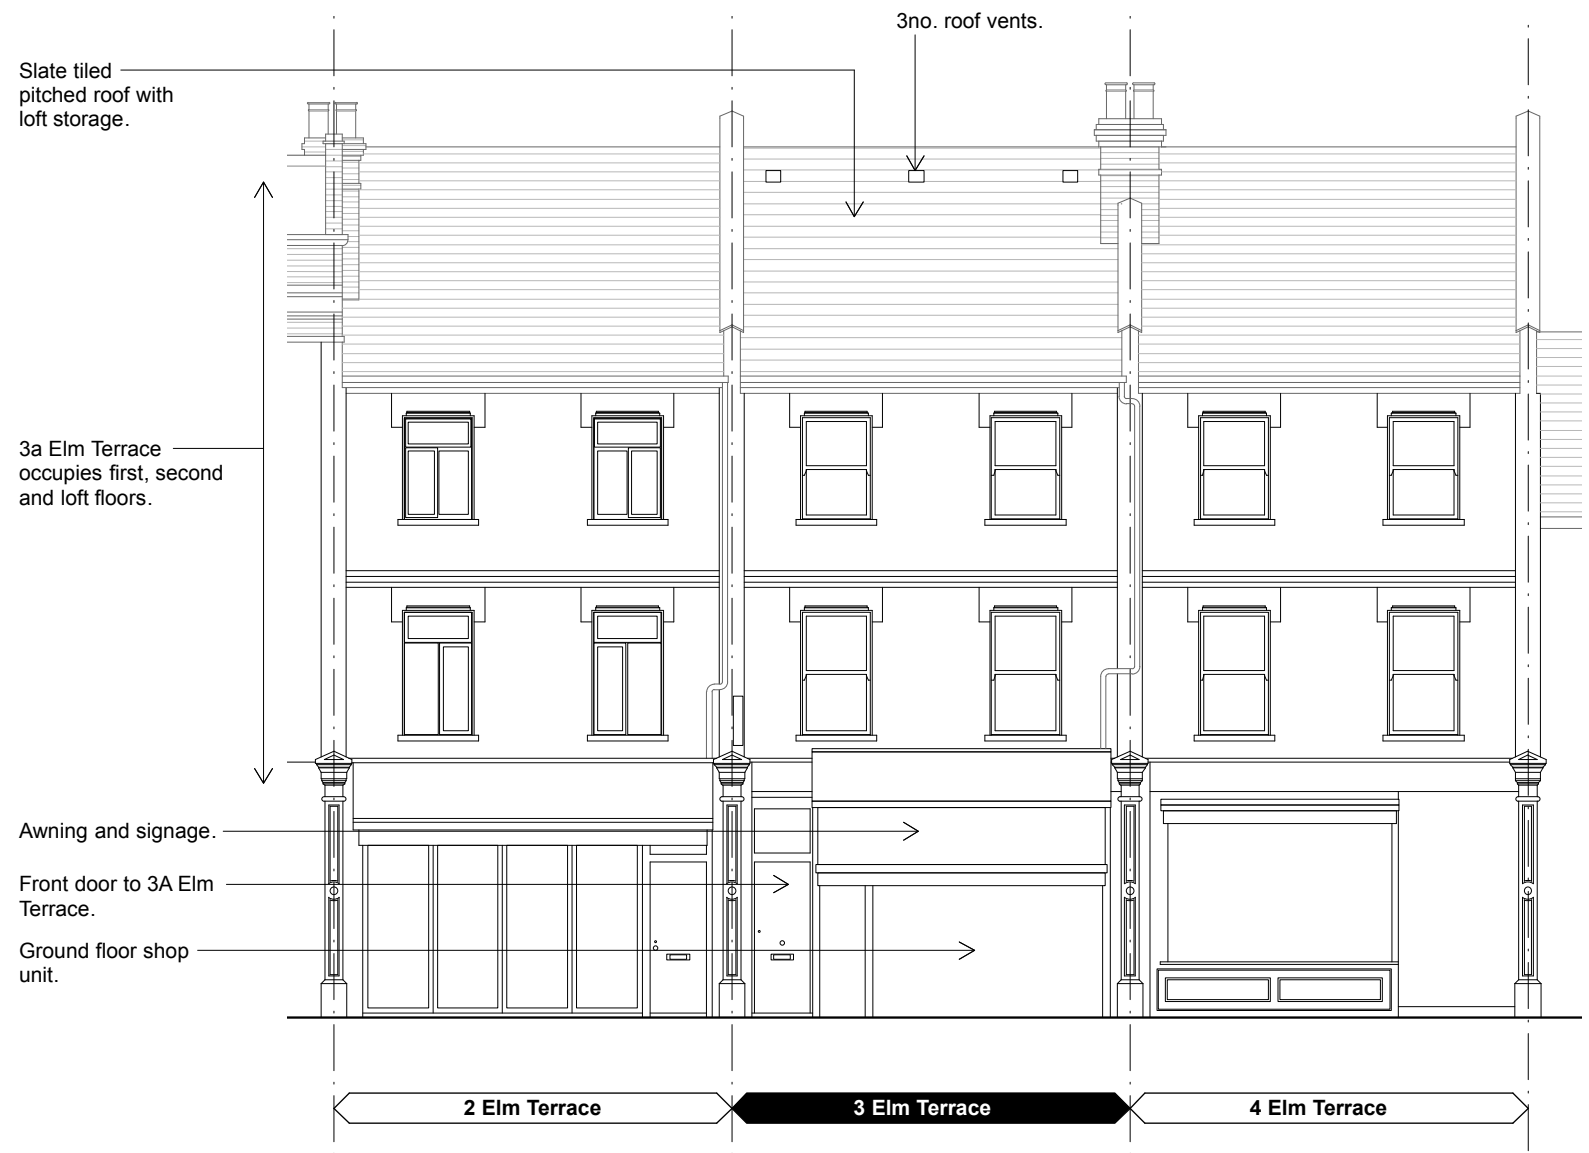 3no. roof vents.
Slate tiled
pitched roof with
loft storage.
3a Elm Terrace
occupies first, second
and loft floors.
Awning and signage.
Front door to 3A Elm
Terrace.
Ground floor shop
unit.
2 Elm Terrace
3 Elm Terrace
4 Elm Terrace